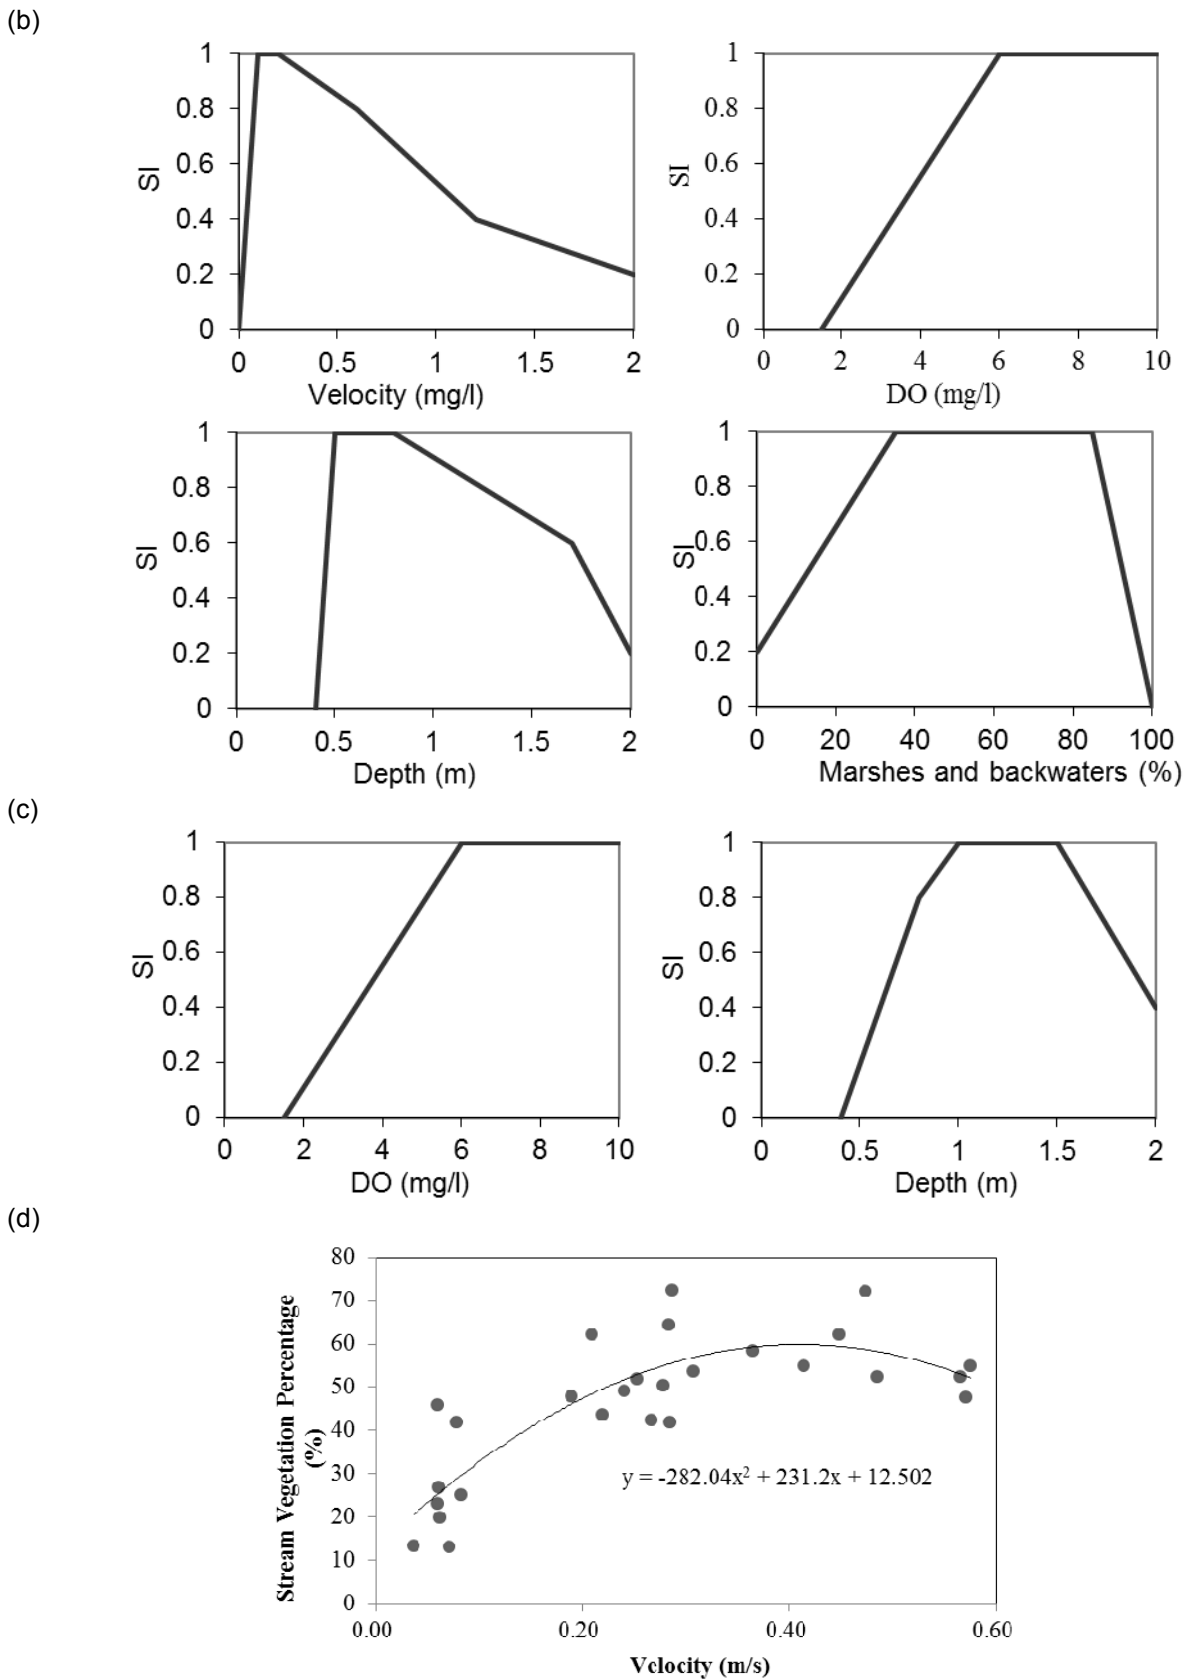 (b)
1
0.8
0.6
SI
0.4
0.2
0
0 0.5 1 1.5 2
Velocity (mg/l)
1
0.8
0.6
SI
0.4
0.2
0
0 2 4 6 8 10
DO (mg/l)
1
0.8
0.6
SI
0.4
0.2
0
0 0.5 1 1.5 2
Depth (m)
1
0.8
0.6
SI
0.4
0.2
0
0 20 40 60 80 100
Marshes and backwaters (%)
(c)
1
0.8
0.6
SI
0.4
0.2
0
0 2 4 6 8 10
DO (mg/l)
1
0.8
0.6
SI
0.4
0.2
0
0 0.5 1 1.5 2
Depth (m)
(d)
80
70
60
50
40
30
20
10
0
Stream Vegetation Percentage
(%)
y = -282.04x² + 231.2x + 12.502
0.00 0.20 0.40 0.60
Velocity (m/s)